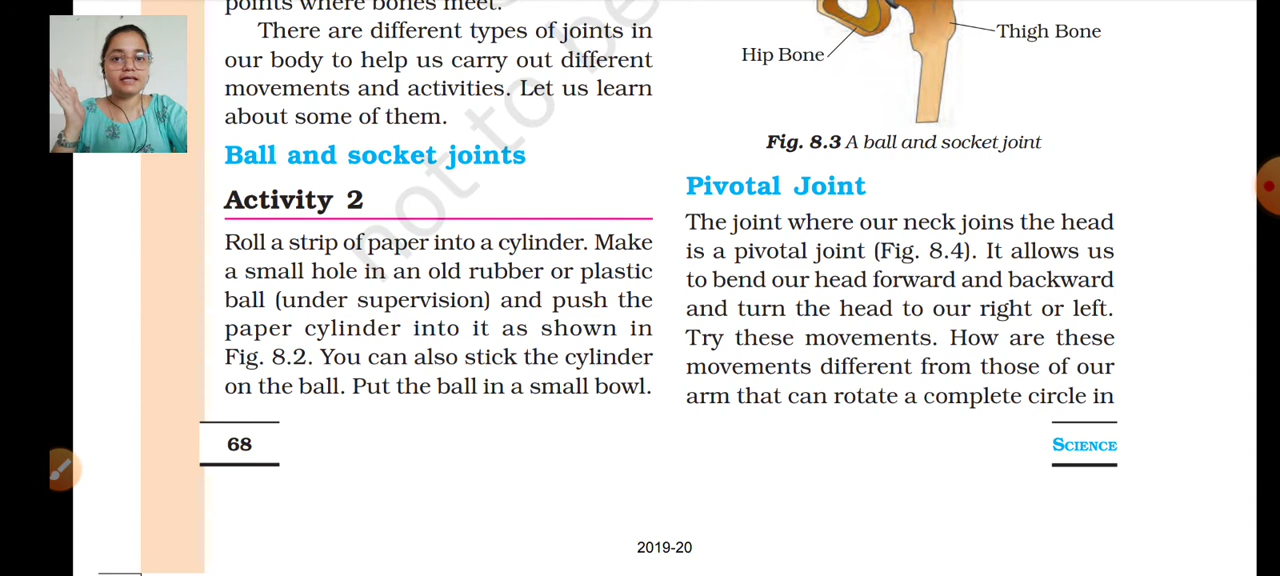 points where bones meet.
There are different types of joints in
our body to help us carry out different
movements and activities. Let us learn
about some of them.
Ball and socket joints
Activity 2
Roll a strip of paper into a cylinder. Make
a small hole in an old rubber or plastic
ball (under supervision) and push the
paper cylinder into it as shown in
Fig. 8.2. You can also stick the cylinder
on the ball. Put the ball in a small bowl.
68
Hip Bone
Thigh Bone
Fig. 8.3 A ball and socket joint
Pivotal Joint
The joint where our neck joins the head
is a pivotal joint (Fig. 8.4). It allows us
to bend our head forward and backward
and turn the head to our right or left.
Try these movements. How are these
movements different from those of our
arm that can rotate a complete circle in
SCIENCE
2019-20
not to be